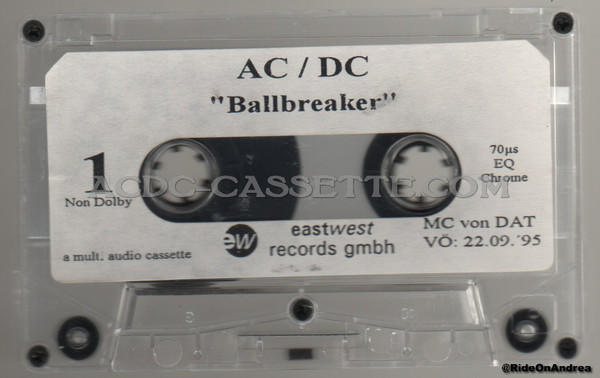 AC / DC
"Ballbreaker"
1
Non Dolby
70µs
EQ
Chrome
ACDC-CASSETTE.COM
ew
eastwest
records gmbh
MC von DAT
VÖ: 22.09.'95
a mult. audio cassette
@RideOnAndrea